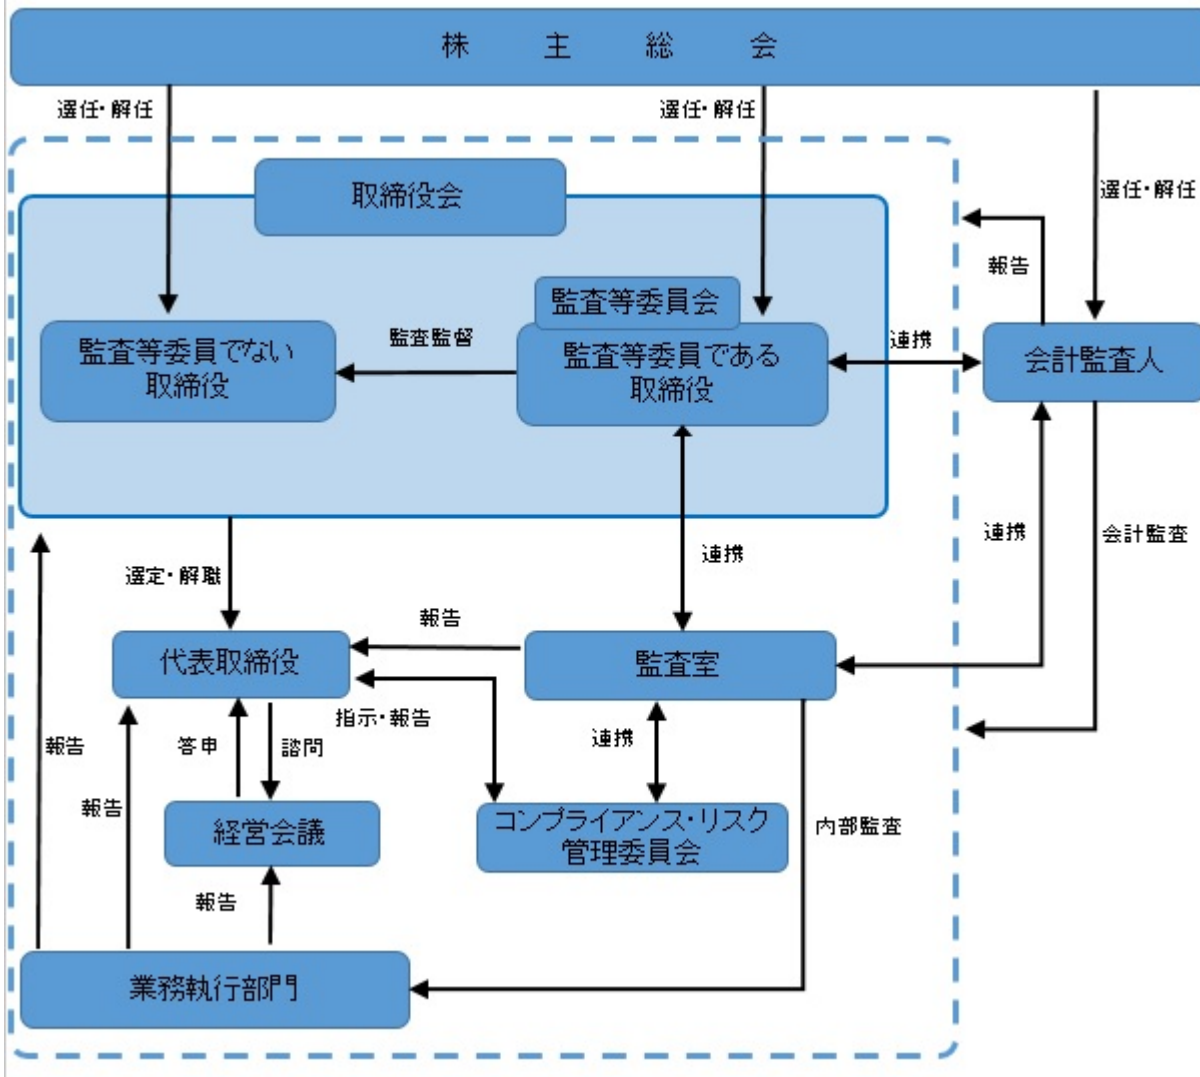 株主総会
選任・解任
選任・解任
選任・解任
取締役会
報告
監査等委員会
監査等委員でない
取締役
監査監督
監査等委員である
取締役
連携
会計監査人
連携
連携
会計監査
選定・解職
報告
代表取締役
監査室
指示・報告
報告
答申
諮問
連携
報告
経営会議
コンプライアンス・リスク
管理委員会
内部監査
報告
業務執行部門